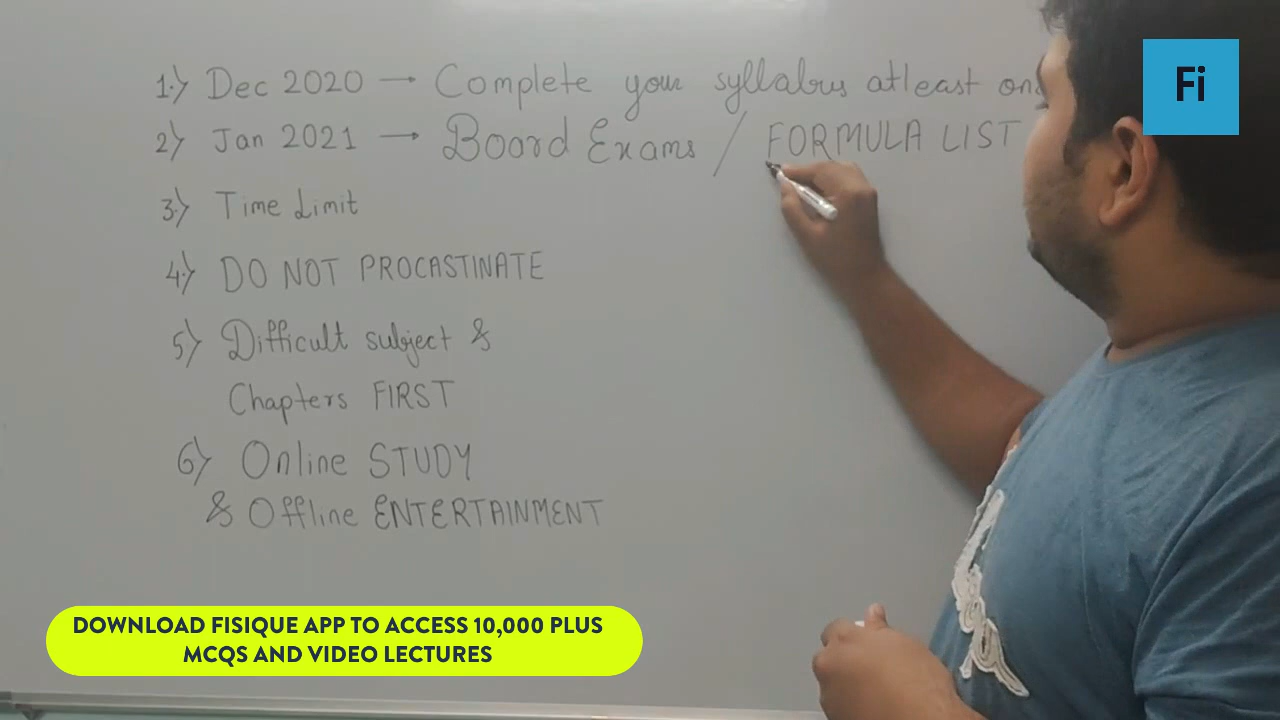 1.) Dec 2020 → Complete your syllabus atleast
Fi
2) Jan 2021 → Board Exams / FORMULA LIST
3.) Time Limit
4.) DO NOT PROCASTINATE
5) Difficult subject &
Chapters FIRST
6) Online STUDY
& Offline ENTERTAINMENT
DOWNLOAD FISIQUE APP TO ACCESS 10,000 PLUS
MCQS AND VIDEO LECTURES